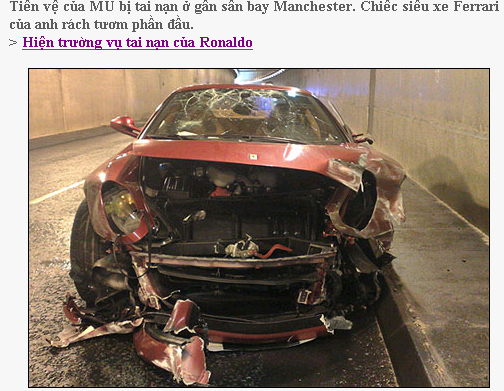 Tiền vệ của MU bị tai nạn ở gần sân bay Manchester. Chiếc siêu xe Ferrari
của anh rách tươm phần đầu.
> Hiện trường vụ tai nạn của Ronaldo